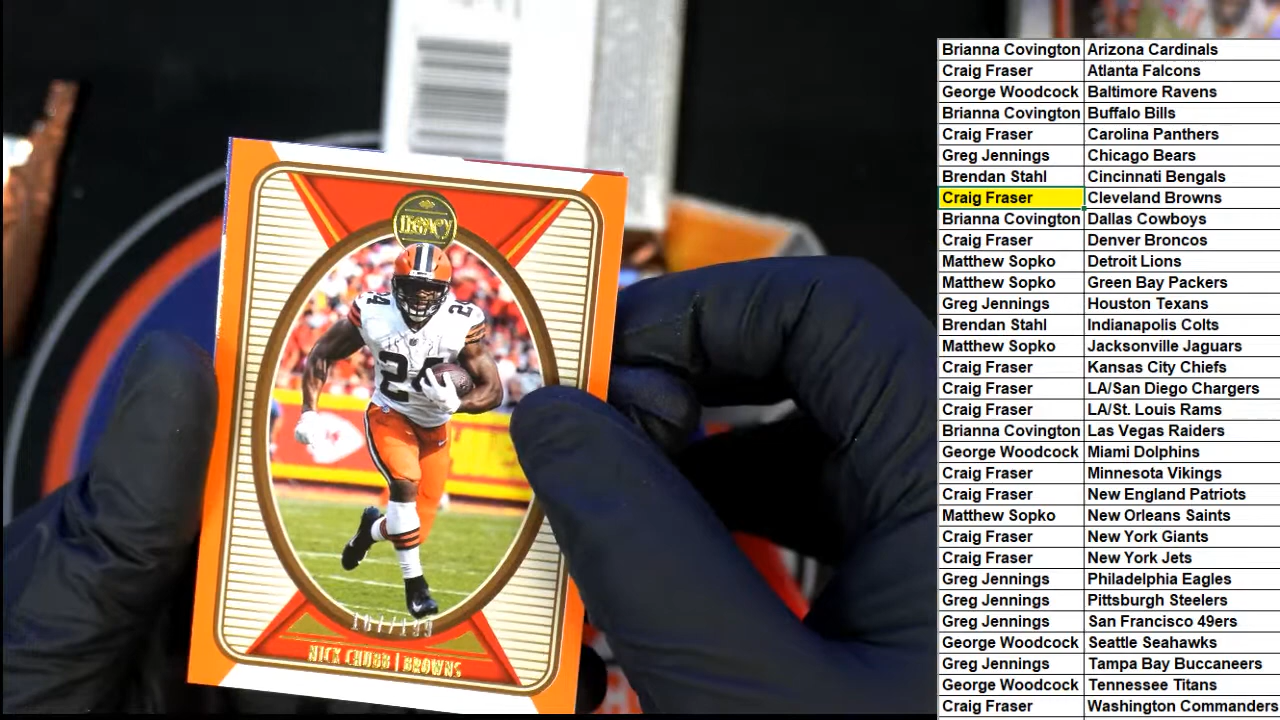 LEGACY
24
24
107/199
NICK CHUBB | BROWNS
Brianna Covington Arizona Cardinals
Craig Fraser Atlanta Falcons
George Woodcock Baltimore Ravens
Brianna Covington Buffalo Bills
Craig Fraser Carolina Panthers
Greg Jennings Chicago Bears
Brendan Stahl Cincinnati Bengals
Craig Fraser Cleveland Browns
Brianna Covington Dallas Cowboys
Craig Fraser Denver Broncos
Matthew Sopko Detroit Lions
Matthew Sopko Green Bay Packers
Greg Jennings Houston Texans
Brendan Stahl Indianapolis Colts
Matthew Sopko Jacksonville Jaguars
Craig Fraser Kansas City Chiefs
Craig Fraser LA/San Diego Chargers
Craig Fraser LA/St. Louis Rams
Brianna Covington Las Vegas Raiders
George Woodcock Miami Dolphins
Craig Fraser Minnesota Vikings
Craig Fraser New England Patriots
Matthew Sopko New Orleans Saints
Craig Fraser New York Giants
Craig Fraser New York Jets
Greg Jennings Philadelphia Eagles
Greg Jennings Pittsburgh Steelers
Greg Jennings San Francisco 49ers
George Woodcock Seattle Seahawks
Greg Jennings Tampa Bay Buccaneers
George Woodcock Tennessee Titans
Craig Fraser Washington Commanders